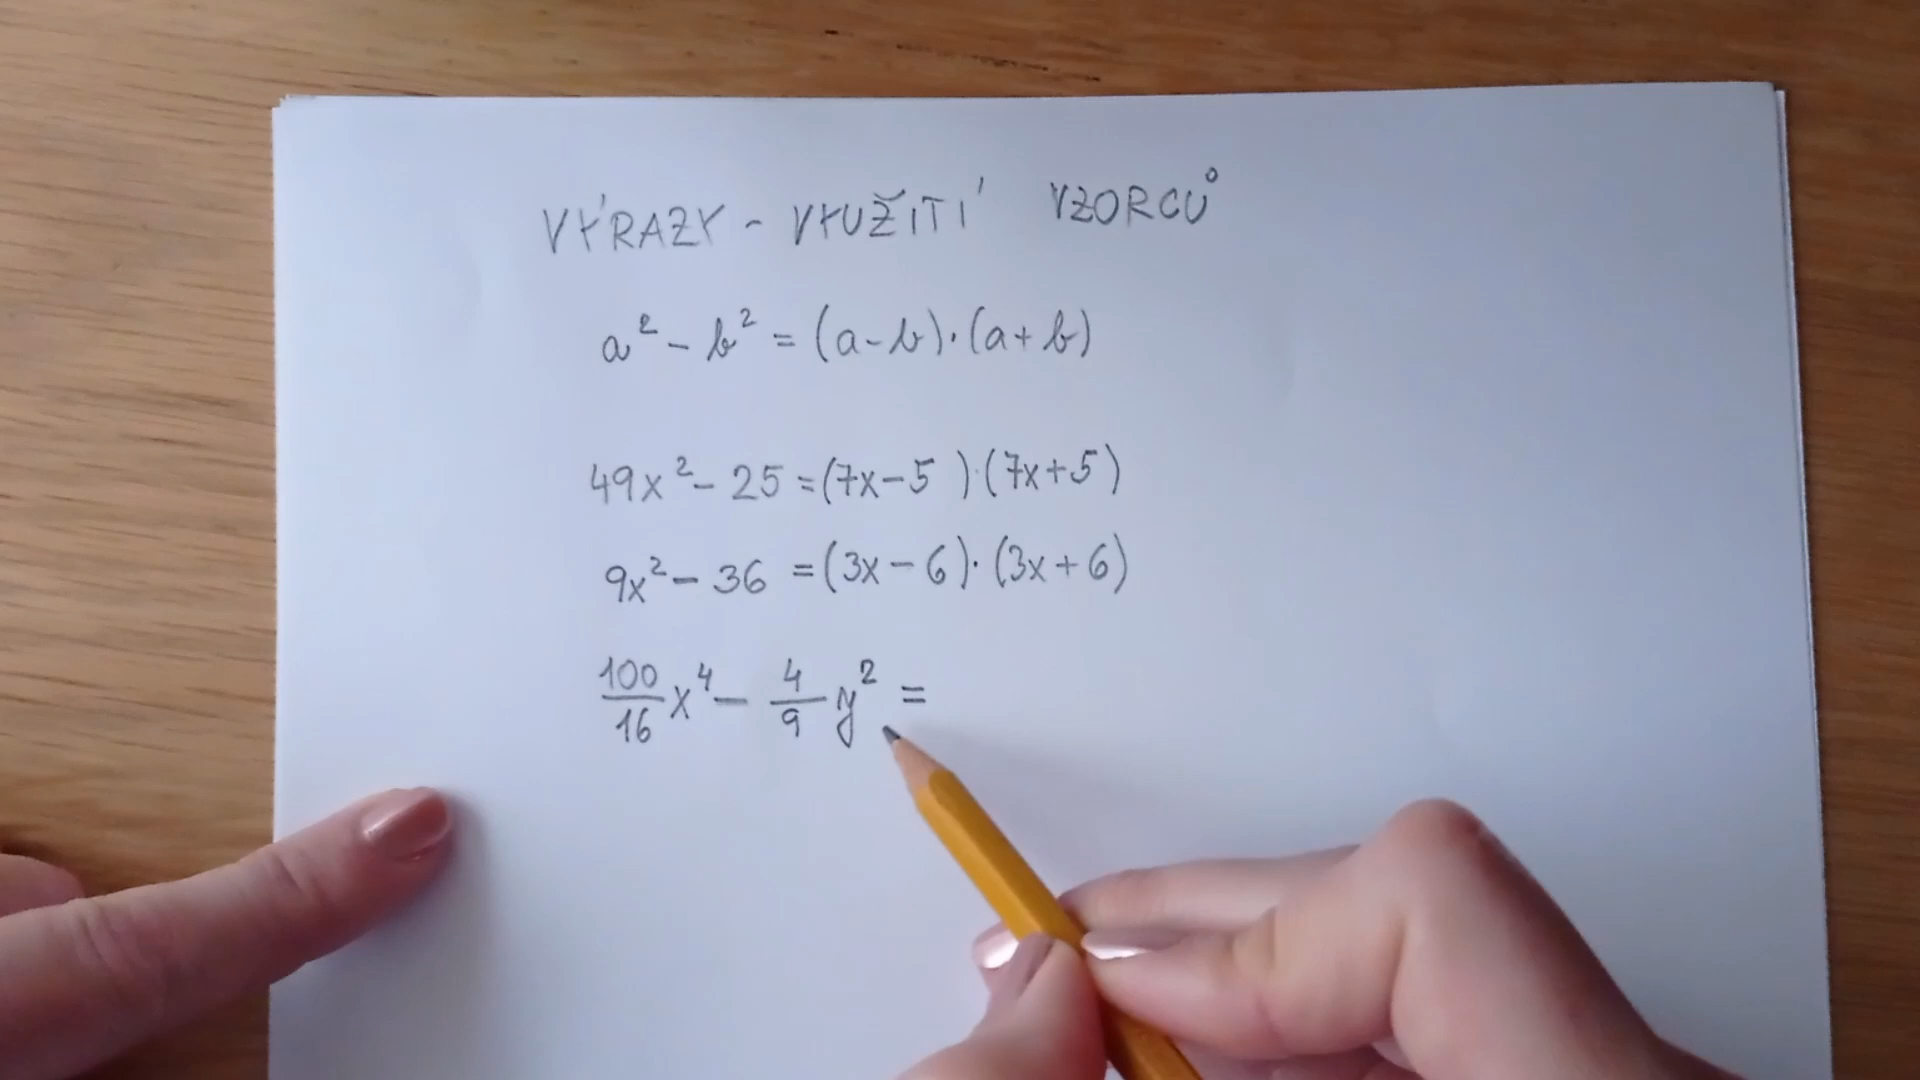 VÝRAZY - VYUŽITÍ VZORCŮ
a² - b² = (a-b)·(a+b)
49x² - 25 = (7x-5)·(7x+5)
9x² - 36 = (3x-6)·(3x+6)
100/16 x⁴ - 4/9 y² =